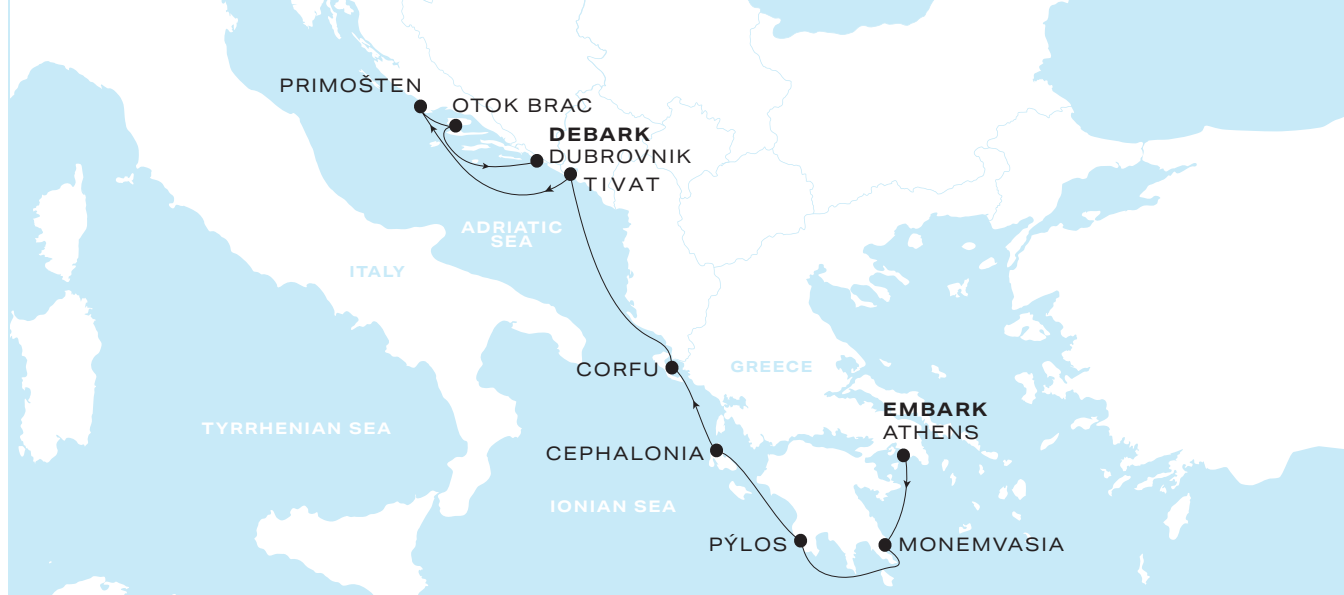 PRIMOŠTEN
OTOK BRAC
DEBARK
DUBROVNIK
TIVAT
ADRIATIC
SEA
ITALY
CORFU
GREECE
EMBARK
ATHENS
TYRRHENIAN SEA
CEPHALONIA
IONIAN SEA
PÝLOS
MONEMVASIA